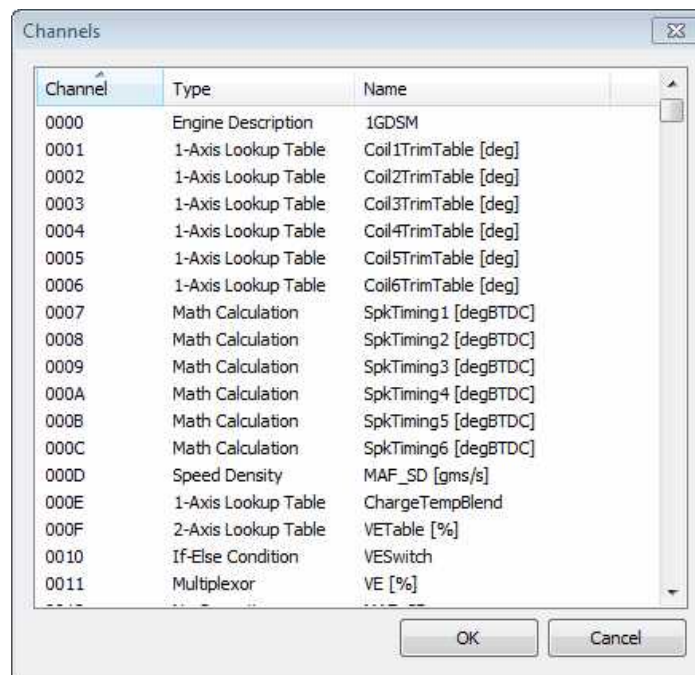 Channels
Channel Type Name
0000 Engine Description 1GDSM
0001 1-Axis Lookup Table Coil1TrimTable [deg]
0002 1-Axis Lookup Table Coil2TrimTable [deg]
0003 1-Axis Lookup Table Coil3TrimTable [deg]
0004 1-Axis Lookup Table Coil4TrimTable [deg]
0005 1-Axis Lookup Table Coil5TrimTable [deg]
0006 1-Axis Lookup Table Coil6TrimTable [deg]
0007 Math Calculation SpkTiming1 [degBTDC]
0008 Math Calculation SpkTiming2 [degBTDC]
0009 Math Calculation SpkTiming3 [degBTDC]
000A Math Calculation SpkTiming4 [degBTDC]
000B Math Calculation SpkTiming5 [degBTDC]
000C Math Calculation SpkTiming6 [degBTDC]
000D Speed Density MAF_SD [gms/s]
000E 1-Axis Lookup Table ChargeTempBlend
000F 2-Axis Lookup Table VETable [%]
0010 If-Else Condition VESwitch
0011 Multiplexor VE [%]
OK Cancel